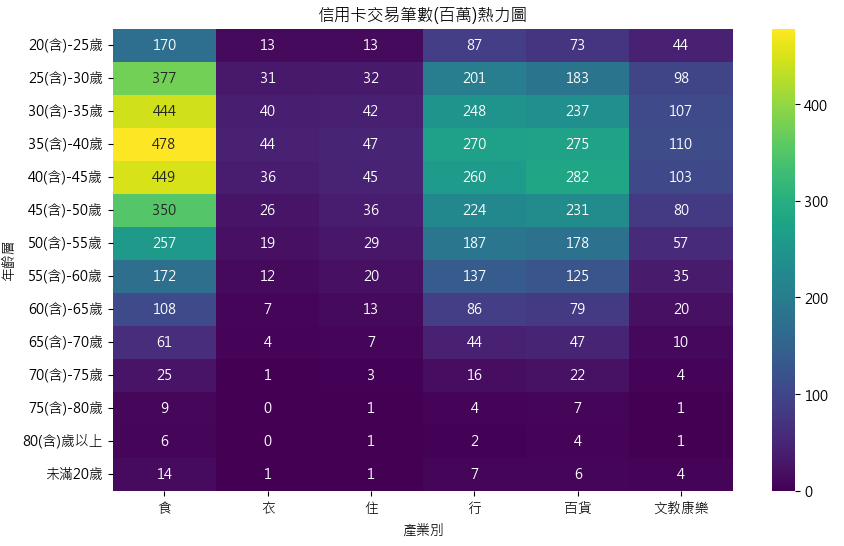 信用卡交易筆數(百萬)熱力圖
年齡層
20(含)-25歲 170 13 13 87 73 44
25(含)-30歲 377 31 32 201 183 98
30(含)-35歲 444 40 42 248 237 107
35(含)-40歲 478 44 47 270 275 110
40(含)-45歲 449 36 45 260 282 103
45(含)-50歲 350 26 36 224 231 80
50(含)-55歲 257 19 29 187 178 57
55(含)-60歲 172 12 20 137 125 35
60(含)-65歲 108 7 13 86 79 20
65(含)-70歲 61 4 7 44 47 10
70(含)-75歲 25 1 3 16 22 4
75(含)-80歲 9 0 1 4 7 1
80(含)歲以上 6 0 1 2 4 1
未滿20歲 14 1 1 7 6 4
食 衣 住 行 百貨 文教康樂
產業別
400
300
200
100
0